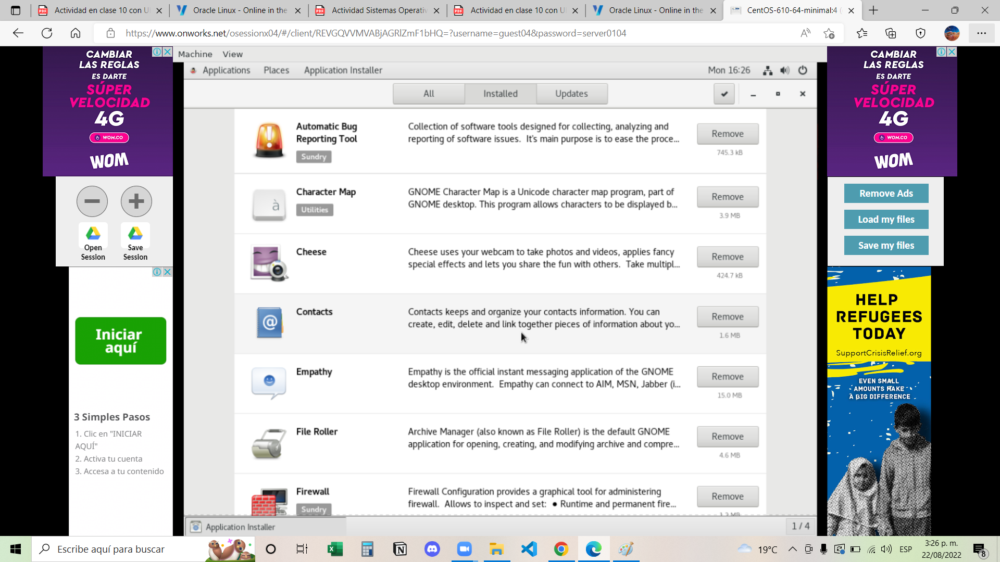 Actividad en clase 10 con U
Oracle Linux - Online in the
Actividad Sistemas Operativ
Actividad en clase 10 con U
Oracle Linux - Online in the
CentOS-610-64-minimal:4
https://www.onworks.net/osessionx04/#/client/REVGQVVMVABjAGRlZmF1bHQ=?username=guest04&password=server0104
Machine View
Applications Places Application Installer Mon 16:26
All Installed Updates
Automatic Bug
Reporting Tool
Sundry
Collection of software tools designed for collecting, analyzing and
reporting of software issues. It's main purpose is to ease the proce...
Remove
745.3 kB
Character Map
Utilities
GNOME Character Map is a Unicode character map program, part of
GNOME desktop. This program allows characters to be displayed b...
Remove
3.9 MB
Cheese
Cheese uses your webcam to take photos and videos, applies fancy
special effects and lets you share the fun with others. Take multipl...
Remove
424.7 kB
Contacts
Contacts keeps and organize your contacts information. You can
create, edit, delete and link together pieces of information about yo...
Remove
1.6 MB
Empathy
Empathy is the official instant messaging application of the GNOME
desktop environment. Empathy can connect to AIM, MSN, Jabber (i...
Remove
15.0 MB
File Roller
Archive Manager (also known as File Roller) is the default GNOME
application for opening, creating, and modifying archive and compre...
Remove
4.6 MB
Firewall
Sundry
Firewall Configuration provides a graphical tool for administering
firewall. Allows to inspect and set: ● Runtime and permanent fire...
Remove
1.2 MB
Application Installer
1 / 4
CAMBIAR
LAS REGLAS
ES DARTE
SÚPER
VELOCIDAD
4G
WOM.CO
WOM
Open
Session
Save
Session
Iniciar
aquí
3 Simples Pasos
1. Clic en "INICIAR
AQUÍ"
2. Activa tu cuenta
3. Accesa a tu contenido
CAMBIAR
LAS REGLAS
ES DARTE
SÚPER
VELOCIDAD
4G
WOM.CO
WOM
Remove Ads
Load my files
Save my files
HELP
REFUGEES
TODAY
SupportCrisisRelief.org
EVEN SMALL
AMOUNTS MAKE
A BIG DIFFERENCE
Escribe aquí para buscar
19°C
ESP
3:26 p. m.
22/08/2022
8